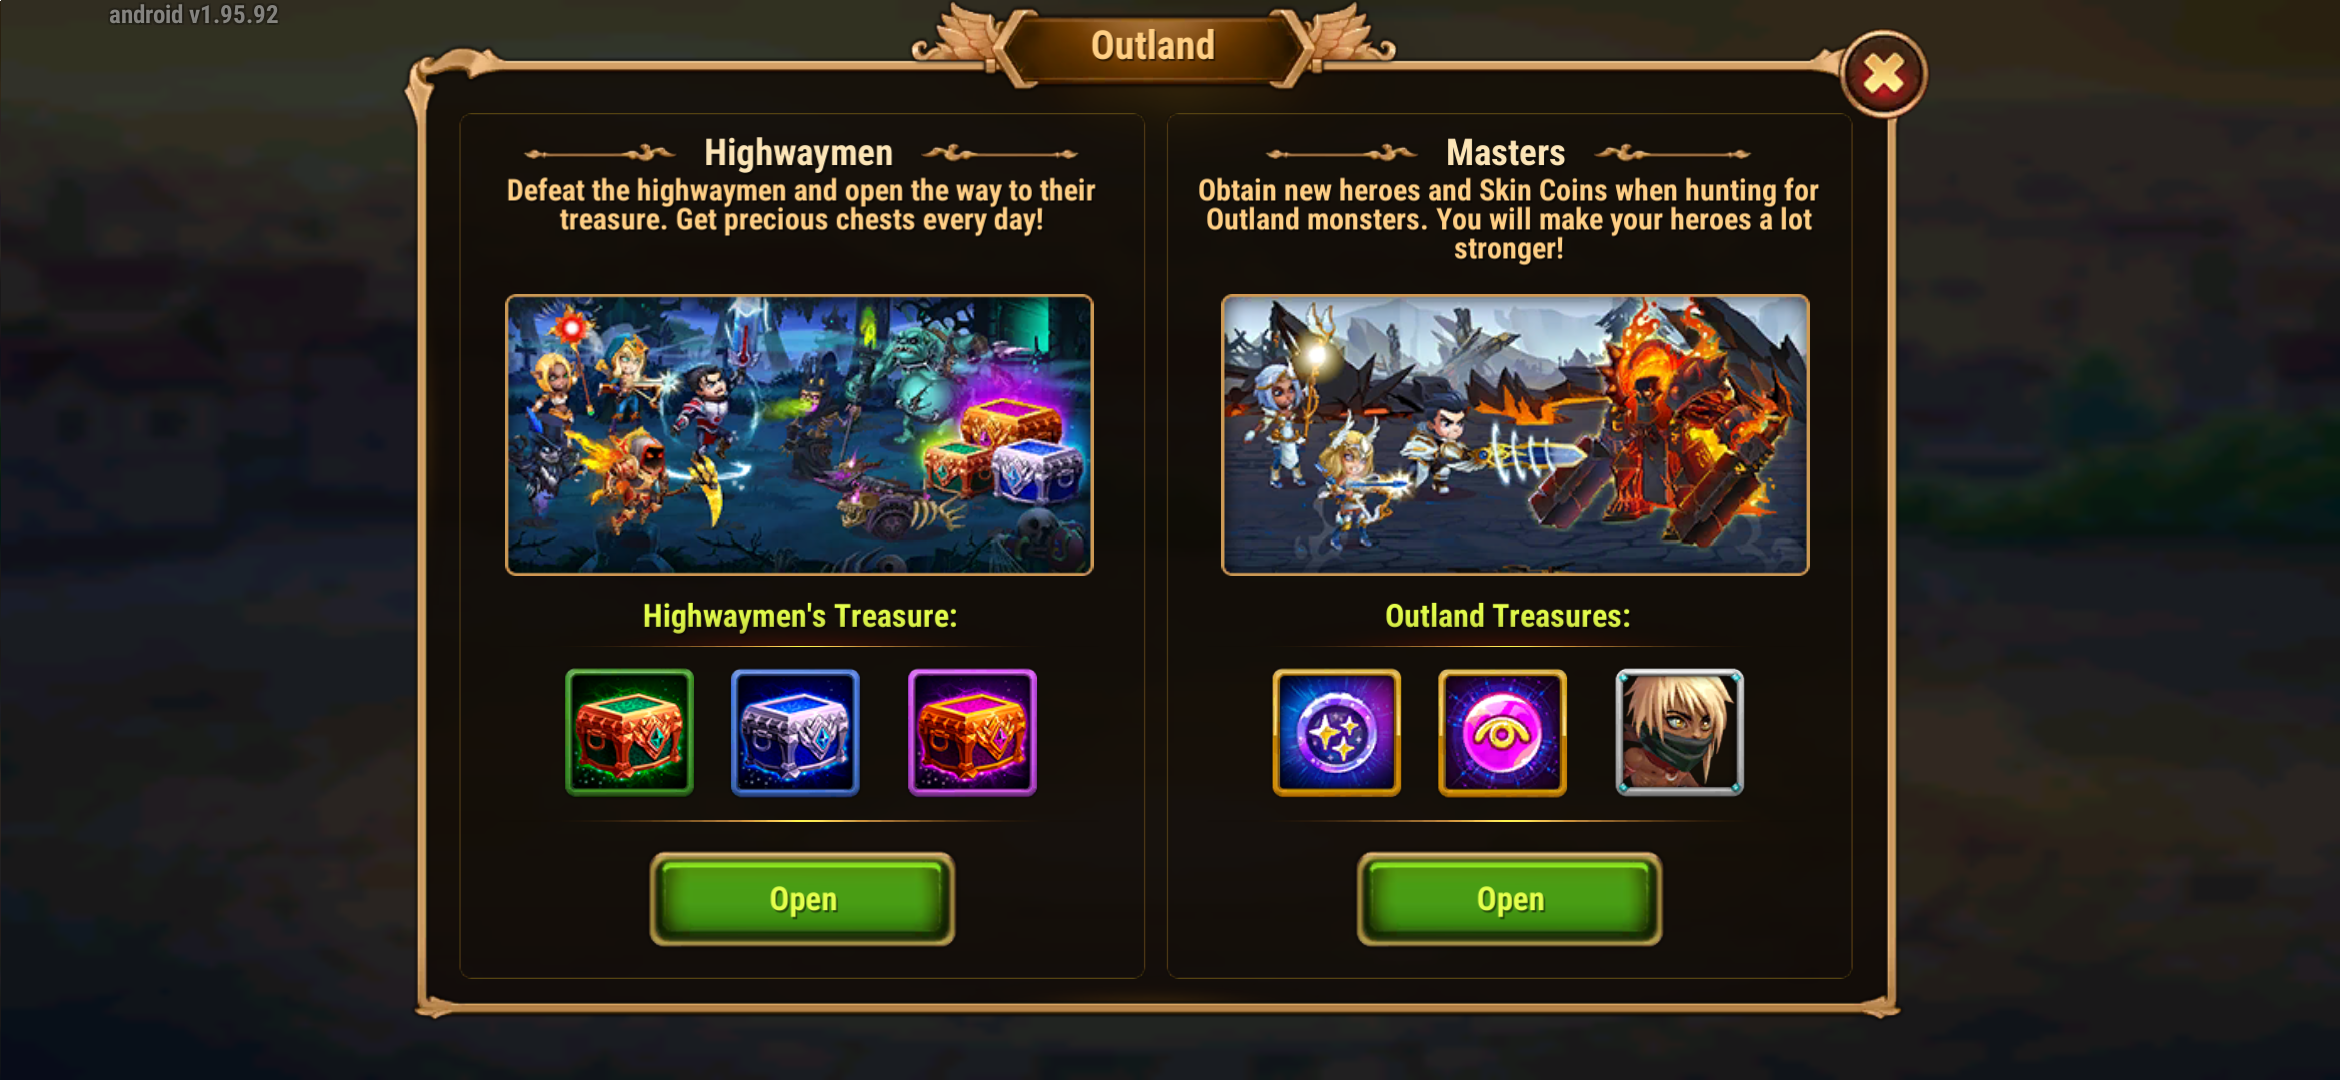 android v1.95.92
Outland
Highwaymen
Defeat the highwaymen and open the way to their
treasure. Get precious chests every day!
Highwaymen's Treasure:
Open
Masters
Obtain new heroes and Skin Coins when hunting for
Outland monsters. You will make your heroes a lot
stronger!
Outland Treasures:
Open